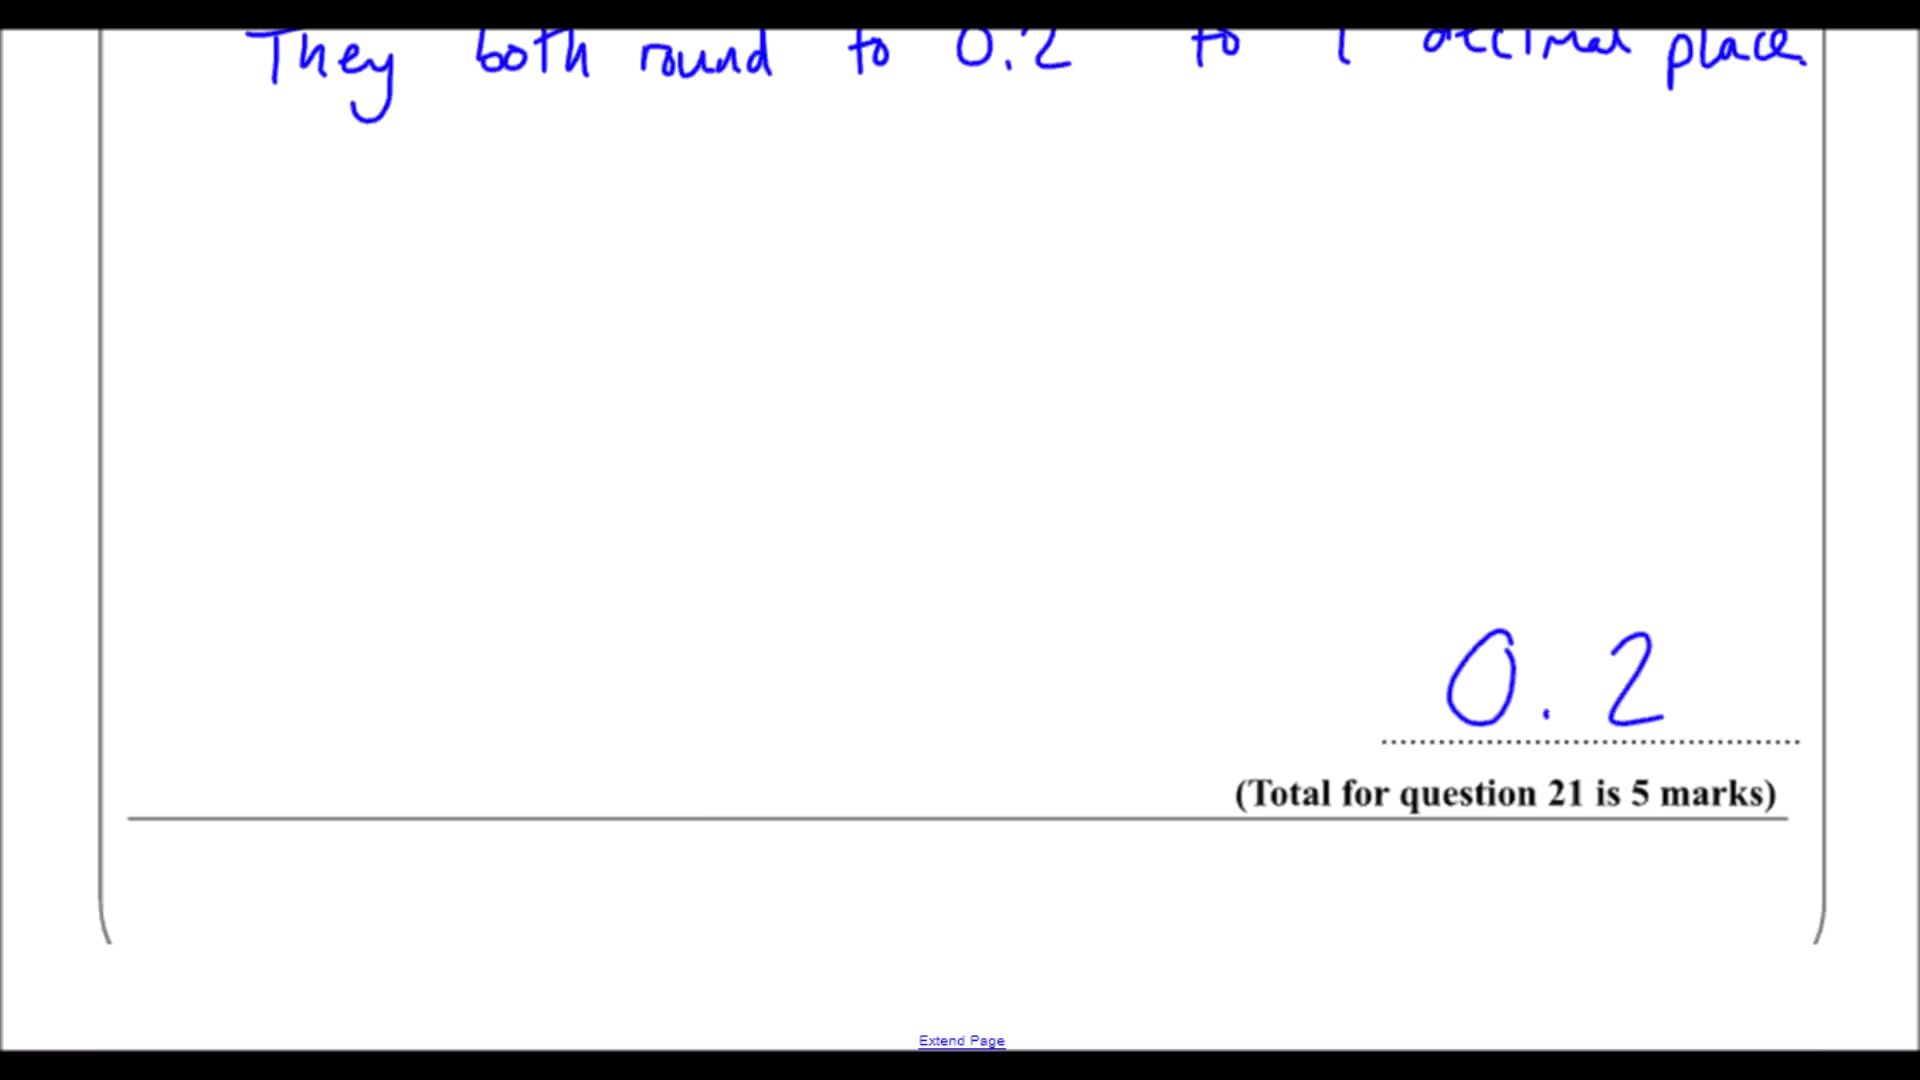 They both round to 0.2 to 1 decimal place.
0.2
(Total for question 21 is 5 marks)
Extend Page